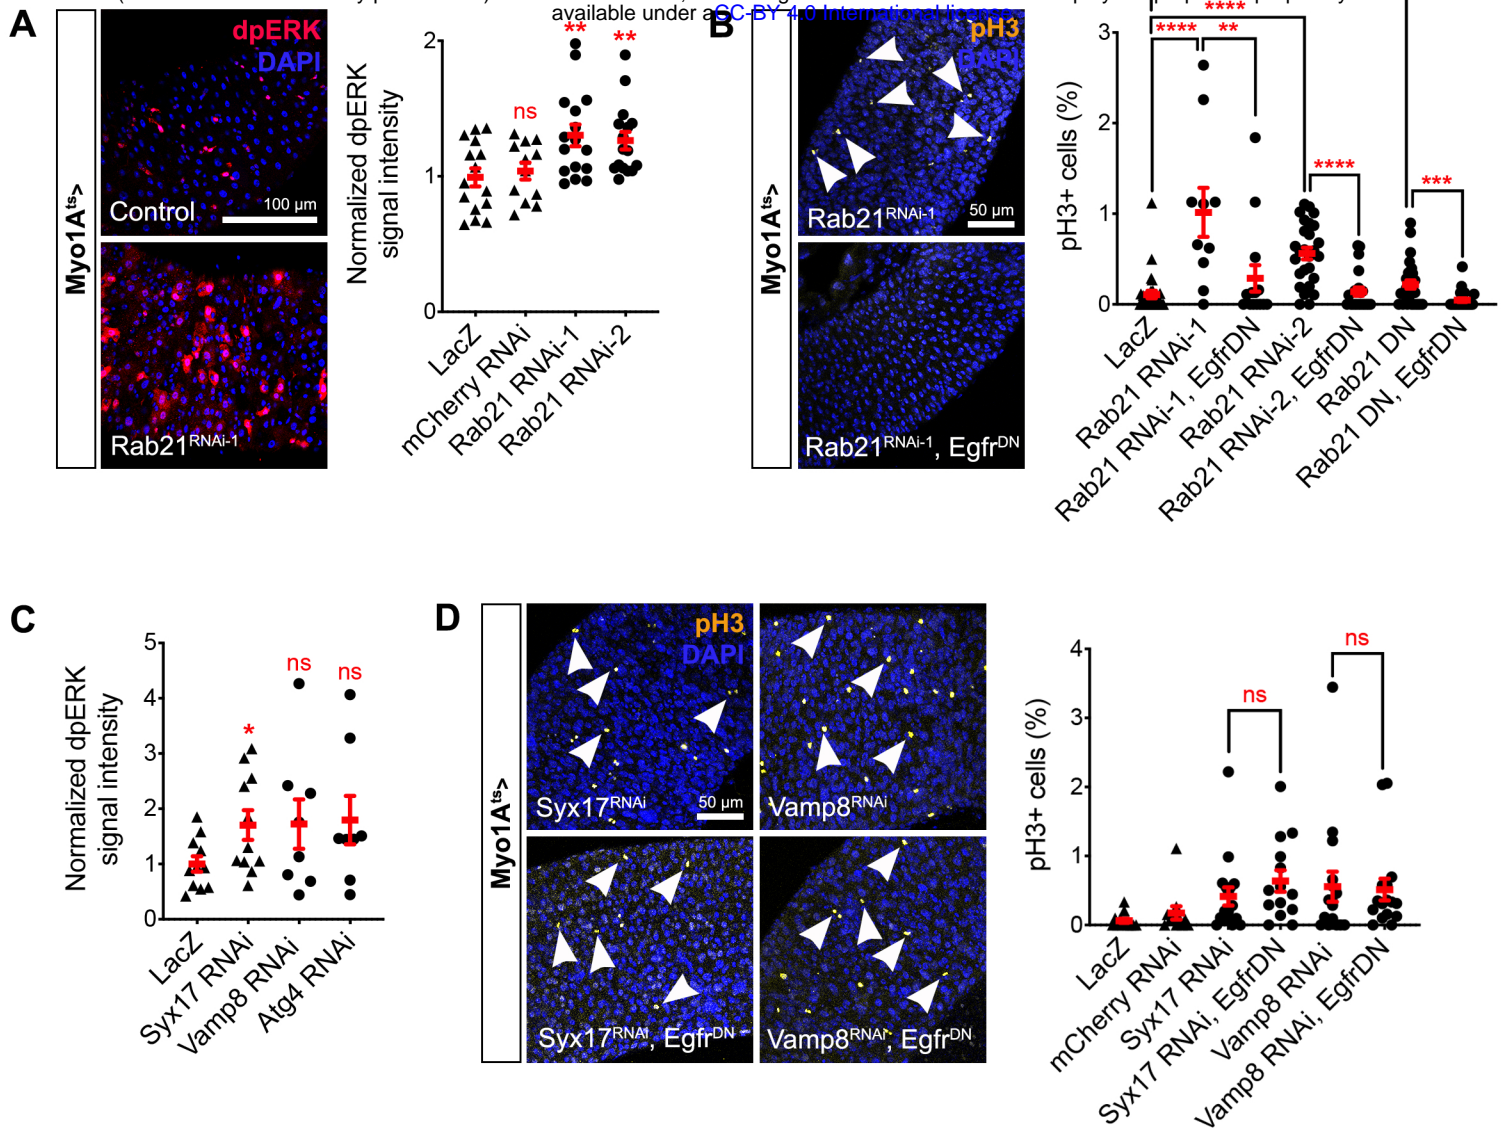 available under aCC-BY 4.0 International license.
A
Myo1Ats>
dpERK
DAPI
Control
100 µm
Rab21RNAi-1
Normalized dpERK
signal intensity
2
1
0
ns
**
**
LacZ
mCherry RNAi
Rab21 RNAi-1
Rab21 RNAi-2
B
Myo1Ats>
pH3
DAPI
Rab21RNAi-1
50 µm
Rab21RNAi-1, EgfrDN
pH3+ cells (%)
3
2
1
0
****
****
**
****
***
LacZ
Rab21 RNAi-1
Rab21 RNAi-1, EgfrDN
Rab21 RNAi-2
Rab21 RNAi-2, EgfrDN
Rab21 DN
Rab21 DN, EgfrDN
C
Normalized dpERK
signal intensity
5
4
3
2
1
0
*
ns
ns
LacZ
Syx17 RNAi
Vamp8 RNAi
Atg4 RNAi
D
Myo1Ats>
pH3
DAPI
Syx17RNAi
50 µm
Vamp8RNAi
Syx17RNAi, EgfrDN
Vamp8RNAi, EgfrDN
pH3+ cells (%)
4
3
2
1
0
ns
ns
LacZ
mCherry RNAi
Syx17 RNAi
Syx17 RNAi, EgfrDN
Vamp8 RNAi
Vamp8 RNAi, EgfrDN